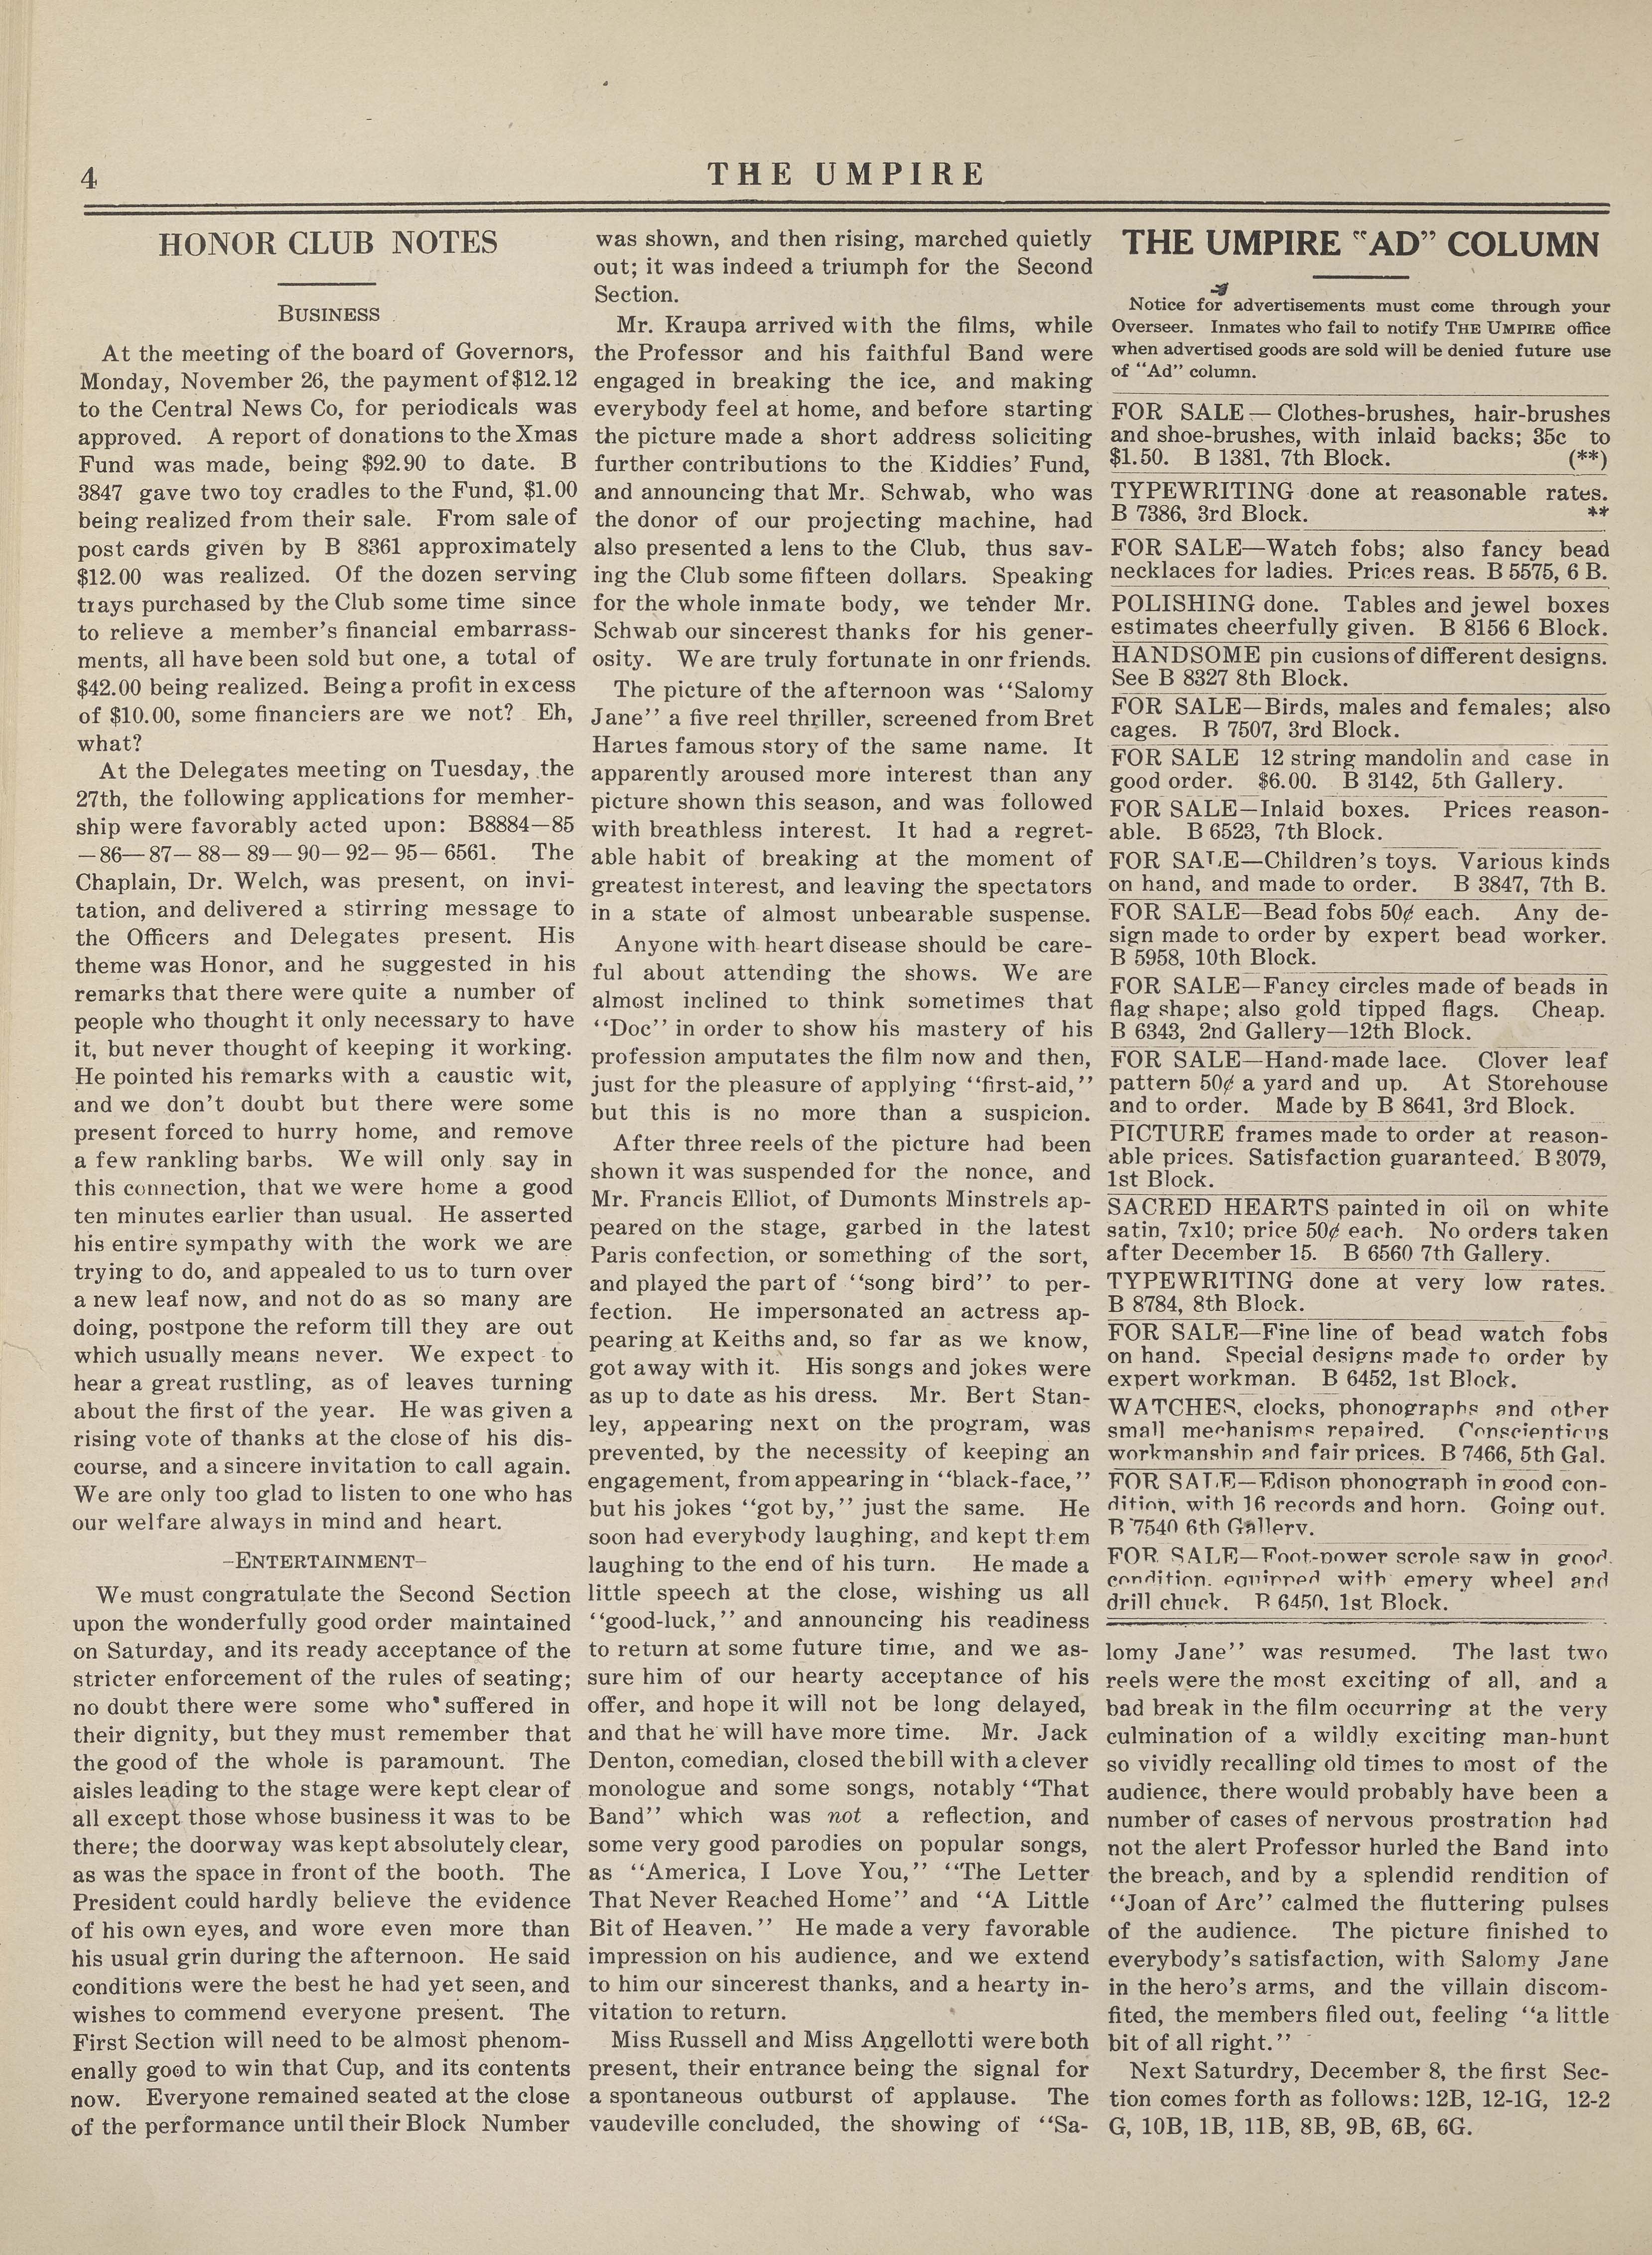 4
THE UMPIRE
HONOR CLUB NOTES
BUSINESS
At the meeting of the board of Governors,
Monday, November 26, the payment of $12.12
to the Central News Co, for periodicals was
approved. A report of donations to the Xmas
Fund was made, being $92.90 to date. B
3847 gave two toy cradles to the Fund, $1.00
being realized from their sale. From sale of
post cards given by B 8361 approximately
$12.00 was realized. Of the dozen serving
trays purchased by the Club some time since
to relieve a member's financial embarrass-
ments, all have been sold but one, a total of
$42.00 being realized. Being a profit in excess
of $10.00, some financiers are we not? Eh,
what?
At the Delegates meeting on Tuesday, the
27th, the following applications for memher-
ship were favorably acted upon: B8884—85
—86—87—88—89—90—92—95—6561. The
Chaplain, Dr. Welch, was present, on invi-
tation, and delivered a stirring message to
the Officers and Delegates present. His
theme was Honor, and he suggested in his
remarks that there were quite a number of
people who thought it only necessary to have
it, but never thought of keeping it working.
He pointed his remarks with a caustic wit,
and we don't doubt but there were some
present forced to hurry home, and remove
a few rankling barbs. We will only say in
this connection, that we were home a good
ten minutes earlier than usual. He asserted
his entire sympathy with the work we are
trying to do, and appealed to us to turn over
a new leaf now, and not do as so many are
doing, postpone the reform till they are out
which usually means never. We expect to
hear a great rustling, as of leaves turning
about the first of the year. He was given a
rising vote of thanks at the close of his dis-
course, and a sincere invitation to call again.
We are only too glad to listen to one who has
our welfare always in mind and heart.
-ENTERTAINMENT-
We must congratulate the Second Section
upon the wonderfully good order maintained
on Saturday, and its ready acceptance of the
stricter enforcement of the rules of seating;
no doubt there were some who suffered in
their dignity, but they must remember that
the good of the whole is paramount. The
aisles leading to the stage were kept clear of
all except those whose business it was to be
there; the doorway was kept absolutely clear,
as was the space in front of the booth. The
President could hardly believe the evidence
of his own eyes, and wore even more than
his usual grin during the afternoon. He said
conditions were the best he had yet seen, and
wishes to commend everyone present. The
First Section will need to be almost phenom-
enally good to win that Cup, and its contents
now. Everyone remained seated at the close
of the performance until their Block Number
was shown, and then rising, marched quietly
out; it was indeed a triumph for the Second
Section.
Mr. Kraupa arrived with the films, while
the Professor and his faithful Band were
engaged in breaking the ice, and making
everybody feel at home, and before starting
the picture made a short address soliciting
further contributions to the Kiddies' Fund,
and announcing that Mr. Schwab, who was
the donor of our projecting machine, had
also presented a lens to the Club, thus sav-
ing the Club some fifteen dollars. Speaking
for the whole inmate body, we tender Mr.
Schwab our sincerest thanks for his gener-
osity. We are truly fortunate in onr friends.
The picture of the afternoon was "Salomy
Jane" a five reel thriller, screened from Bret
Hartes famous story of the same name. It
apparently aroused more interest than any
picture shown this season, and was followed
with breathless interest. It had a regret-
able habit of breaking at the moment of
greatest interest, and leaving the spectators
in a state of almost unbearable suspense.
Anyone with heart disease should be care-
ful about attending the shows. We are
almost inclined to think sometimes that
"Doc" in order to show his mastery of his
profession amputates the film now and then,
just for the pleasure of applying "first-aid,"
but this is no more than a suspicion.
After three reels of the picture had been
shown it was suspended for the nonce, and
Mr. Francis Elliot, of Dumonts Minstrels ap-
peared on the stage, garbed in the latest
Paris confection, or something of the sort,
and played the part of "song bird" to per-
fection. He impersonated an actress ap-
pearing at Keiths and, so far as we know,
got away with it. His songs and jokes were
as up to date as his dress. Mr. Bert Stan-
ley, appearing next on the program, was
prevented, by the necessity of keeping an
engagement, from appearing in "black-face,"
but his jokes "got by," just the same. He
soon had everybody laughing, and kept them
laughing to the end of his turn. He made a
little speech at the close, wishing us all
"good-luck," and announcing his readiness
to return at some future time, and we as-
sure him of our hearty acceptance of his
offer, and hope it will not be long delayed,
and that he will have more time. Mr. Jack
Denton, comedian, closed the bill with a clever
monologue and some songs, notably "That
Band" which was not a reflection, and
some very good parodies on popular songs,
as "America, I Love You," "The Letter
That Never Reached Home" and "A Little
Bit of Heaven." He made a very favorable
impression on his audience, and we extend
to him our sincerest thanks, and a hearty in-
vitation to return.
Miss Russell and Miss Angellotti were both
present, their entrance being the signal for
a spontaneous outburst of applause. The
vaudeville concluded, the showing of "Sa-
THE UMPIRE "AD" COLUMN
Notice for advertisements must come through your
Overseer. Inmates who fail to notify THE UMPIRE office
when advertised goods are sold will be denied future use
of "Ad" column.
FOR SALE — Clothes-brushes, hair-brushes
and shoe-brushes, with inlaid backs; 35c to
$1.50. B 1381, 7th Block. (**)
TYPEWRITING done at reasonable rates.
B 7386, 3rd Block. **
FOR SALE—Watch fobs; also fancy bead
necklaces for ladies. Prices reas. B 5575, 6 B.
POLISHING done. Tables and jewel boxes
estimates cheerfully given. B 8156 6 Block.
HANDSOME pin cusions of different designs.
See B 8327 8th Block.
FOR SALE—Birds, males and females; also
cages. B 7507, 3rd Block.
FOR SALE 12 string mandolin and case in
good order. $6.00. B 3142, 5th Gallery.
FOR SALE—Inlaid boxes. Prices reason-
able. B 6523, 7th Block.
FOR SALE—Children's toys. Various kinds
on hand, and made to order. B 3847, 7th B.
FOR SALE—Bead fobs 50¢ each. Any de-
sign made to order by expert bead worker.
B 5958, 10th Block.
FOR SALE—Fancy circles made of beads in
flag shape; also gold tipped flags. Cheap.
B 6343, 2nd Gallery—12th Block.
FOR SALE—Hand-made lace. Clover leaf
pattern 50¢ a yard and up. At Storehouse
and to order. Made by B 8641, 3rd Block.
PICTURE frames made to order at reason-
able prices. Satisfaction guaranteed. B 3079,
1st Block.
SACRED HEARTS painted in oil on white
satin, 7x10; price 50¢ each. No orders taken
after December 15. B 6560 7th Gallery.
TYPEWRITING done at very low rates.
B 8784, 8th Block.
FOR SALE—Fine line of bead watch fobs
on hand. Special designs made to order by
expert workman. B 6452, 1st Block.
WATCHES, clocks, phonographs and other
small mechanisms repaired. Conscientious
workmanship and fair prices. B 7466, 5th Gal.
FOR SALE—Edison phonograph in good con-
dition, with 16 records and horn. Going out.
B 7540 6th Gallery.
FOR SALE—Foot-power scrole saw in good
condition, equipped with emery wheel and
drill chuck. B 6450, 1st Block.
lomy Jane" was resumed. The last two
reels were the most exciting of all, and a
bad break in the film occurring at the very
culmination of a wildly exciting man-hunt
so vividly recalling old times to most of the
audience, there would probably have been a
number of cases of nervous prostration had
not the alert Professor hurled the Band into
the breach, and by a splendid rendition of
"Joan of Arc" calmed the fluttering pulses
of the audience. The picture finished to
everybody's satisfaction, with Salomy Jane
in the hero's arms, and the villain discom-
fited, the members filed out, feeling "a little
bit of all right."
Next Saturdry, December 8, the first Sec-
tion comes forth as follows: 12B, 12-1G, 12-2
G, 10B, 1B, 11B, 8B, 9B, 6B, 6G.